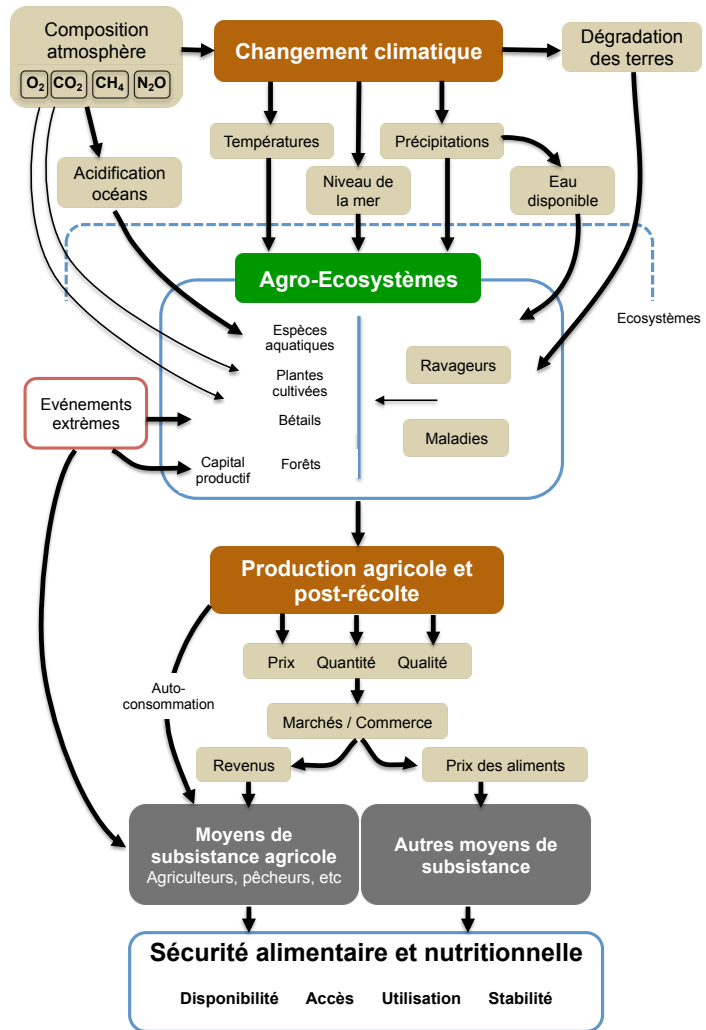 Composition
atmosphère
O₂ CO₂ CH₄ N₂O
Changement climatique
Dégradation
des terres
Températures
Précipitations
Acidification
océans
Niveau de
la mer
Eau
disponible
Agro-Ecosystèmes
Ecosystèmes
Espèces
aquatiques
Plantes
cultivées
Bétails
Forêts
Capital
productif
Ravageurs
Maladies
Evénements
extrêmes
Production agricole et
post-récolte
Prix Quantité Qualité
Auto-
consommation
Marchés / Commerce
Revenus
Prix des aliments
Moyens de
subsistance agricole
Agriculteurs, pêcheurs, etc
Autres moyens de
subsistance
Sécurité alimentaire et nutritionnelle
Disponibilité Accès Utilisation Stabilité